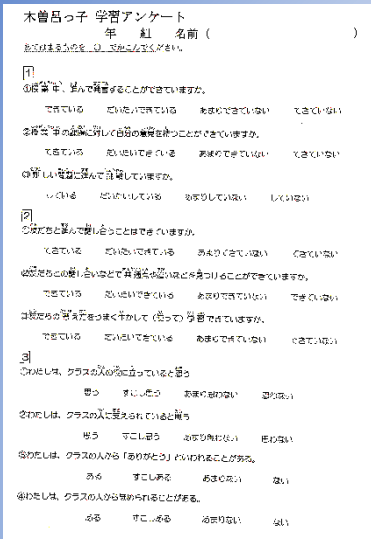 木曽呂っ子 学習アンケート
年 組 名前( )
あてはまるものを ○ でかこんでください。
1
①授業中、進んで発言することができていますか。
できている だいたいできている あまりできていない できていない
②授業中の課題に対して自分の意見を持つことができていますか。
できている だいたいできている あまりできていない できていない
③難しい問題に進んで挑戦していますか。
している だいたいしている あまりしていない していない
2
①友だちと進んで話し合うことはできていますか。
できている だいたいできている あまりできていない できていない
②友だちとの話し合いなどで共通点や違いなどを見つけることができていますか。
できている だいたいできている あまりできていない できていない
③友だちの考えをうまく生かして(使って)学習できていますか。
できている だいたいできている あまりできていない できていない
3
①わたしは、クラスの人の役に立っていると思う
思う すこし思う あまり思わない 思わない
②わたしは、クラスの人に支えられていると思う
思う すこし思う あまり思わない 思わない
③わたしは、クラスの人から「ありがとう」といわれることがある。
ある すこしある あまりない ない
④わたしは、クラスの人から認められることがある。
ある すこしある あまりない ない